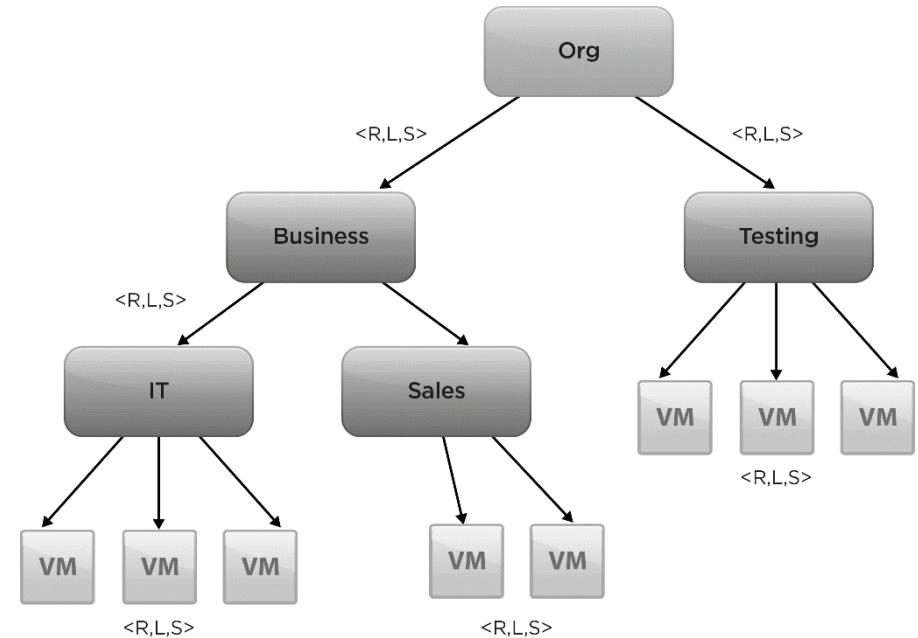 Org
<R,L,S>
<R,L,S>
Business
Testing
<R,L,S>
IT
Sales
VM
VM
VM
<R,L,S>
VM
VM
VM
VM
VM
<R,L,S>
<R,L,S>